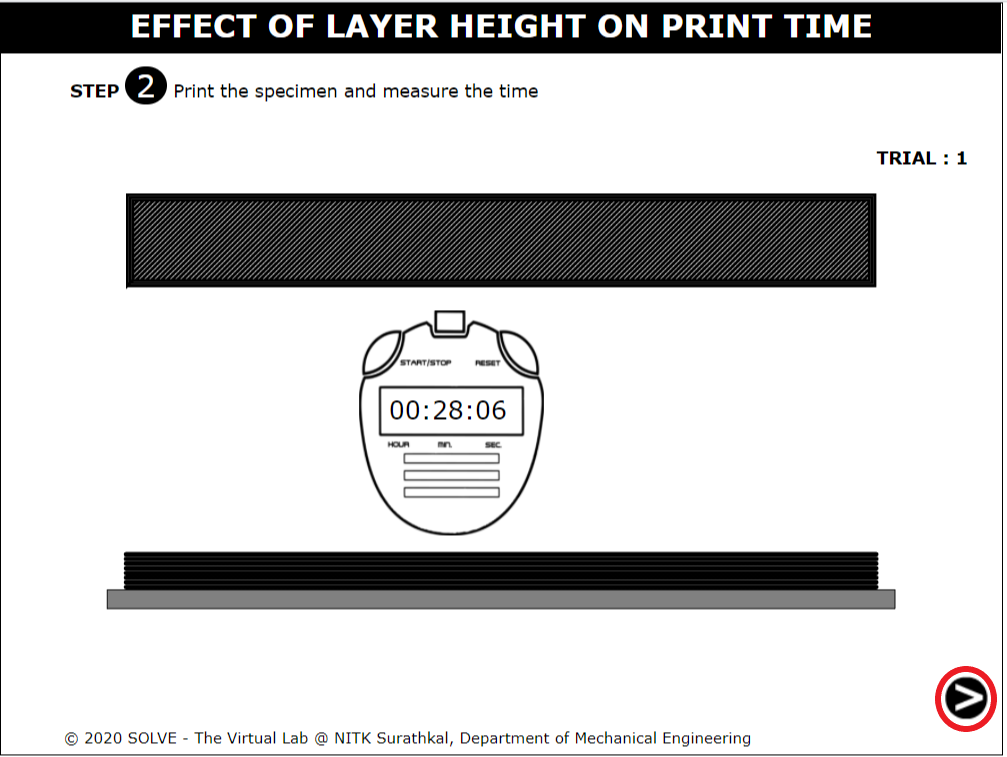 EFFECT OF LAYER HEIGHT ON PRINT TIME
STEP 2 Print the specimen and measure the time
TRIAL : 1
START/STOP RESET
00:28:06
HOUR min. SEC.
© 2020 SOLVE - The Virtual Lab @ NITK Surathkal, Department of Mechanical Engineering